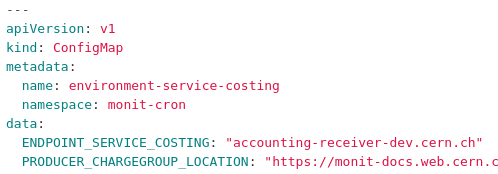 ---
apiVersion: v1
kind: ConfigMap
metadata:
  name: environment-service-costing
  namespace: monit-cron
data:
  ENDPOINT_SERVICE_COSTING: "accounting-receiver-dev.cern.ch"
  PRODUCER_CHARGEGROUP_LOCATION: "https://monit-docs.web.cern.c